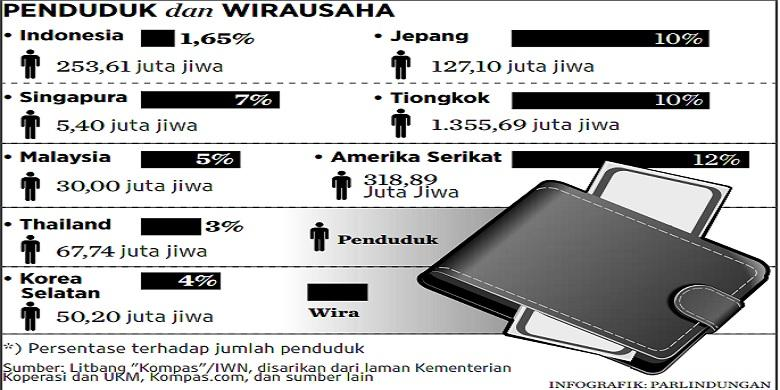 PENDUDUK dan WIRAUSAHA
• Indonesia 1,65%
253,61 juta jiwa
• Jepang 10%
127,10 juta jiwa
• Singapura 7%
5,40 juta jiwa
• Tiongkok 10%
1.355,69 juta jiwa
• Malaysia 5%
30,00 juta jiwa
• Amerika Serikat 12%
318,89
Juta Jiwa
• Thailand 3%
67,74 juta jiwa
• Korea
Selatan 4%
50,20 juta jiwa
Penduduk
Wira
*) Persentase terhadap jumlah penduduk
Sumber: Litbang "Kompas"/IWN, disarikan dari laman Kementerian
Koperasi dan UKM, Kompas.com, dan sumber lain
INFOGRAFIK: PARLINDUNGAN